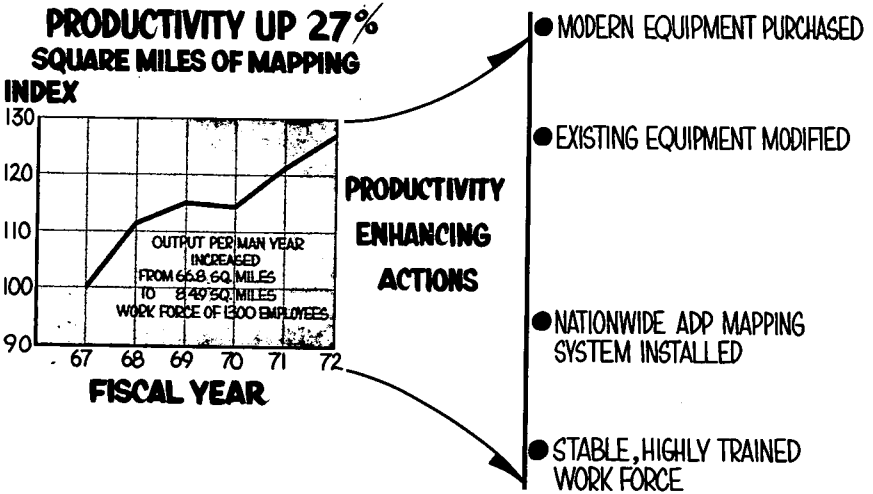 PRODUCTIVITY UP 27%
SQUARE MILES OF MAPPING
INDEX
130
120
110
100
90
OUTPUT PER MAN YEAR
INCREASED
FROM 66.8 SQ. MILES
TO 84.9 SQ. MILES
WORK FORCE OF 1300 EMPLOYEES
67 68 69 70 71 72
FISCAL YEAR
PRODUCTIVITY
ENHANCING
ACTIONS
● MODERN EQUIPMENT PURCHASED
● EXISTING EQUIPMENT MODIFIED
● NATIONWIDE ADP MAPPING
SYSTEM INSTALLED
● STABLE, HIGHLY TRAINED
WORK FORCE